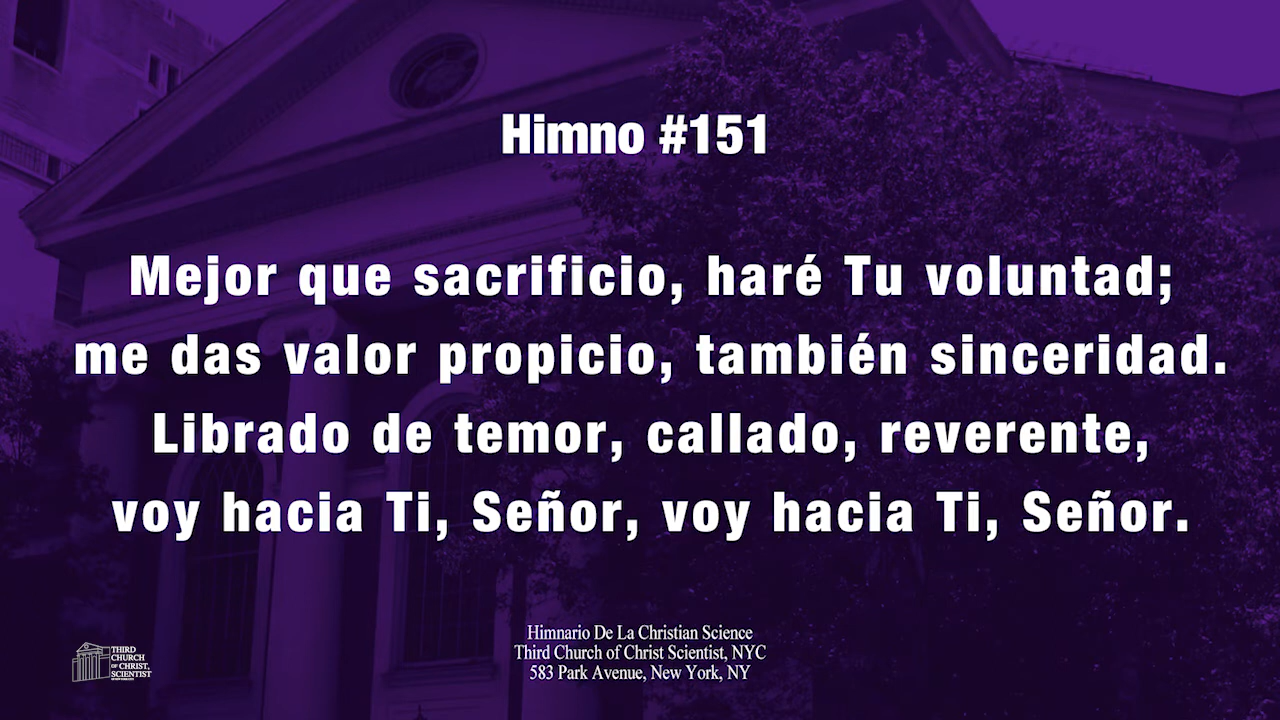 Himno #151
Mejor que sacrificio, haré Tu voluntad;
me das valor propicio, también sinceridad.
Librado de temor, callado, reverente,
voy hacia Ti, Señor, voy hacia Ti, Señor.
Himnario De La Christian Science
Third Church of Christ Scientist, NYC
583 Park Avenue, New York, NY
THIRD
CHURCH
OF CHRIST,
SCIENTIST